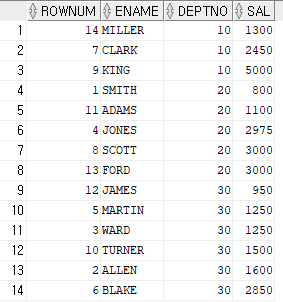 ROWNUM ENAME DEPTNO SAL
1 14 MILLER 10 1300
2 7 CLARK 10 2450
3 9 KING 10 5000
4 1 SMITH 20 800
5 11 ADAMS 20 1100
6 4 JONES 20 2975
7 8 SCOTT 20 3000
8 13 FORD 20 3000
9 12 JAMES 30 950
10 5 MARTIN 30 1250
11 3 WARD 30 1250
12 10 TURNER 30 1500
13 2 ALLEN 30 1600
14 6 BLAKE 30 2850